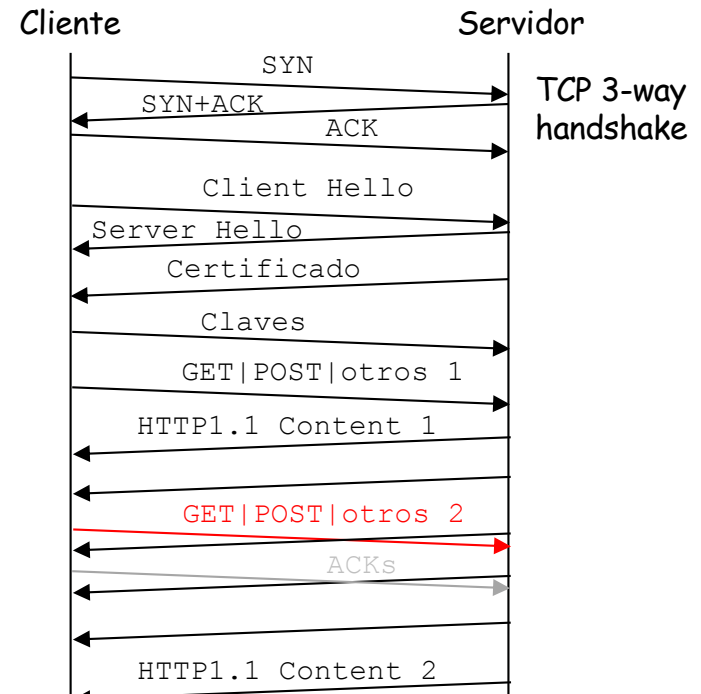 Cliente
Servidor
SYN
TCP 3-way
handshake
SYN+ACK
ACK
Client Hello
Server Hello
Certificado
Claves
GET|POST|otros 1
HTTP1.1 Content 1
GET|POST|otros 2
ACKs
HTTP1.1 Content 2